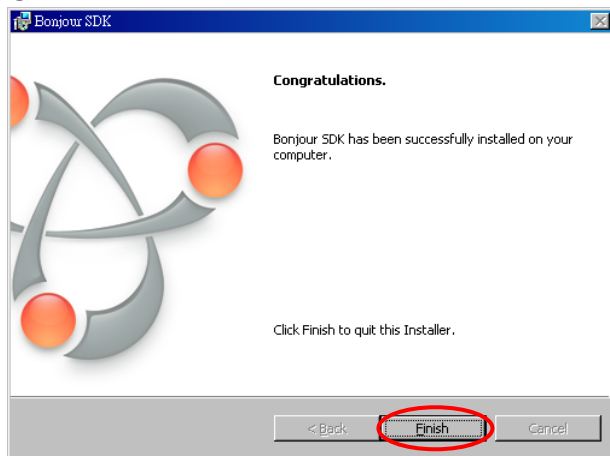 Bonjour SDK
Congratulations.
Bonjour SDK has been successfully installed on your
computer.
Click Finish to quit this Installer.
< Back Finish Cancel